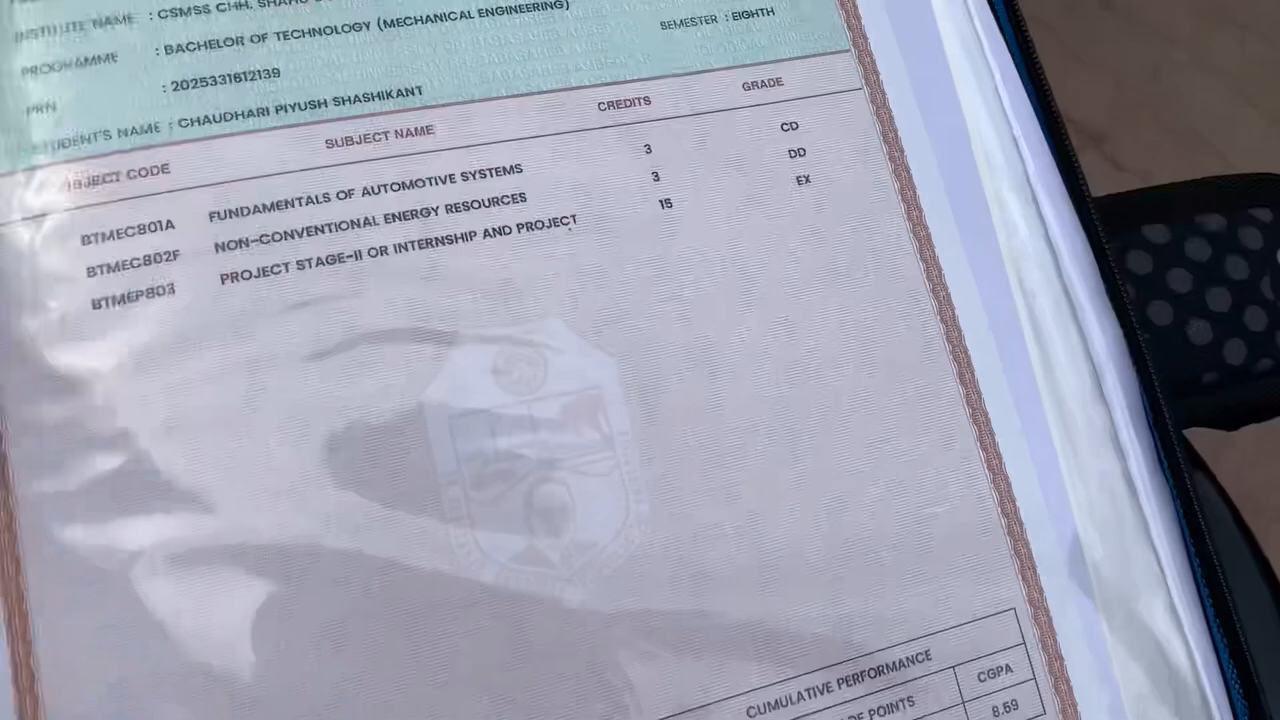 INSTITUTE NAME : CSMSS CHH. SHAHU
PROGRAMME : BACHELOR OF TECHNOLOGY (MECHANICAL ENGINEERING) SEMESTER : EIGHTH
PRN : 2025331612139
STUDENT'S NAME : CHAUDHARI PIYUSH SHASHIKANT
SUBJECT CODE SUBJECT NAME CREDITS GRADE
BTMEC801A FUNDAMENTALS OF AUTOMOTIVE SYSTEMS 3 CD
BTMEC802F NON-CONVENTIONAL ENERGY RESOURCES 3 DD
BTMEP803 PROJECT STAGE-II OR INTERNSHIP AND PROJECT 15 EX
CUMULATIVE PERFORMANCE
POINTS CGPA
8.59